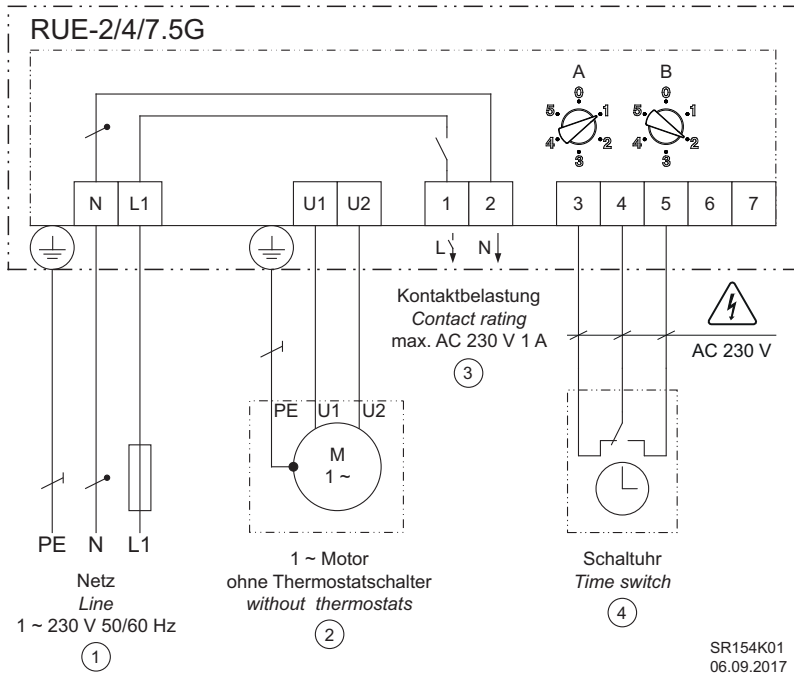 RUE-2/4/7.5G
A B
0 0
5 1 5 1
4 2 4 2
3 3
N L1 U1 U2 1 2 3 4 5 6 7
L N
Kontaktbelastung
Contact rating
max. AC 230 V 1 A
3
AC 230 V
PE U1 U2
M
1 ~
PE N L1
Netz
Line
1 ~ 230 V 50/60 Hz
1
1 ~ Motor
ohne Thermostatschalter
without thermostats
2
Schaltuhr
Time switch
4
SR154K01
06.09.2017